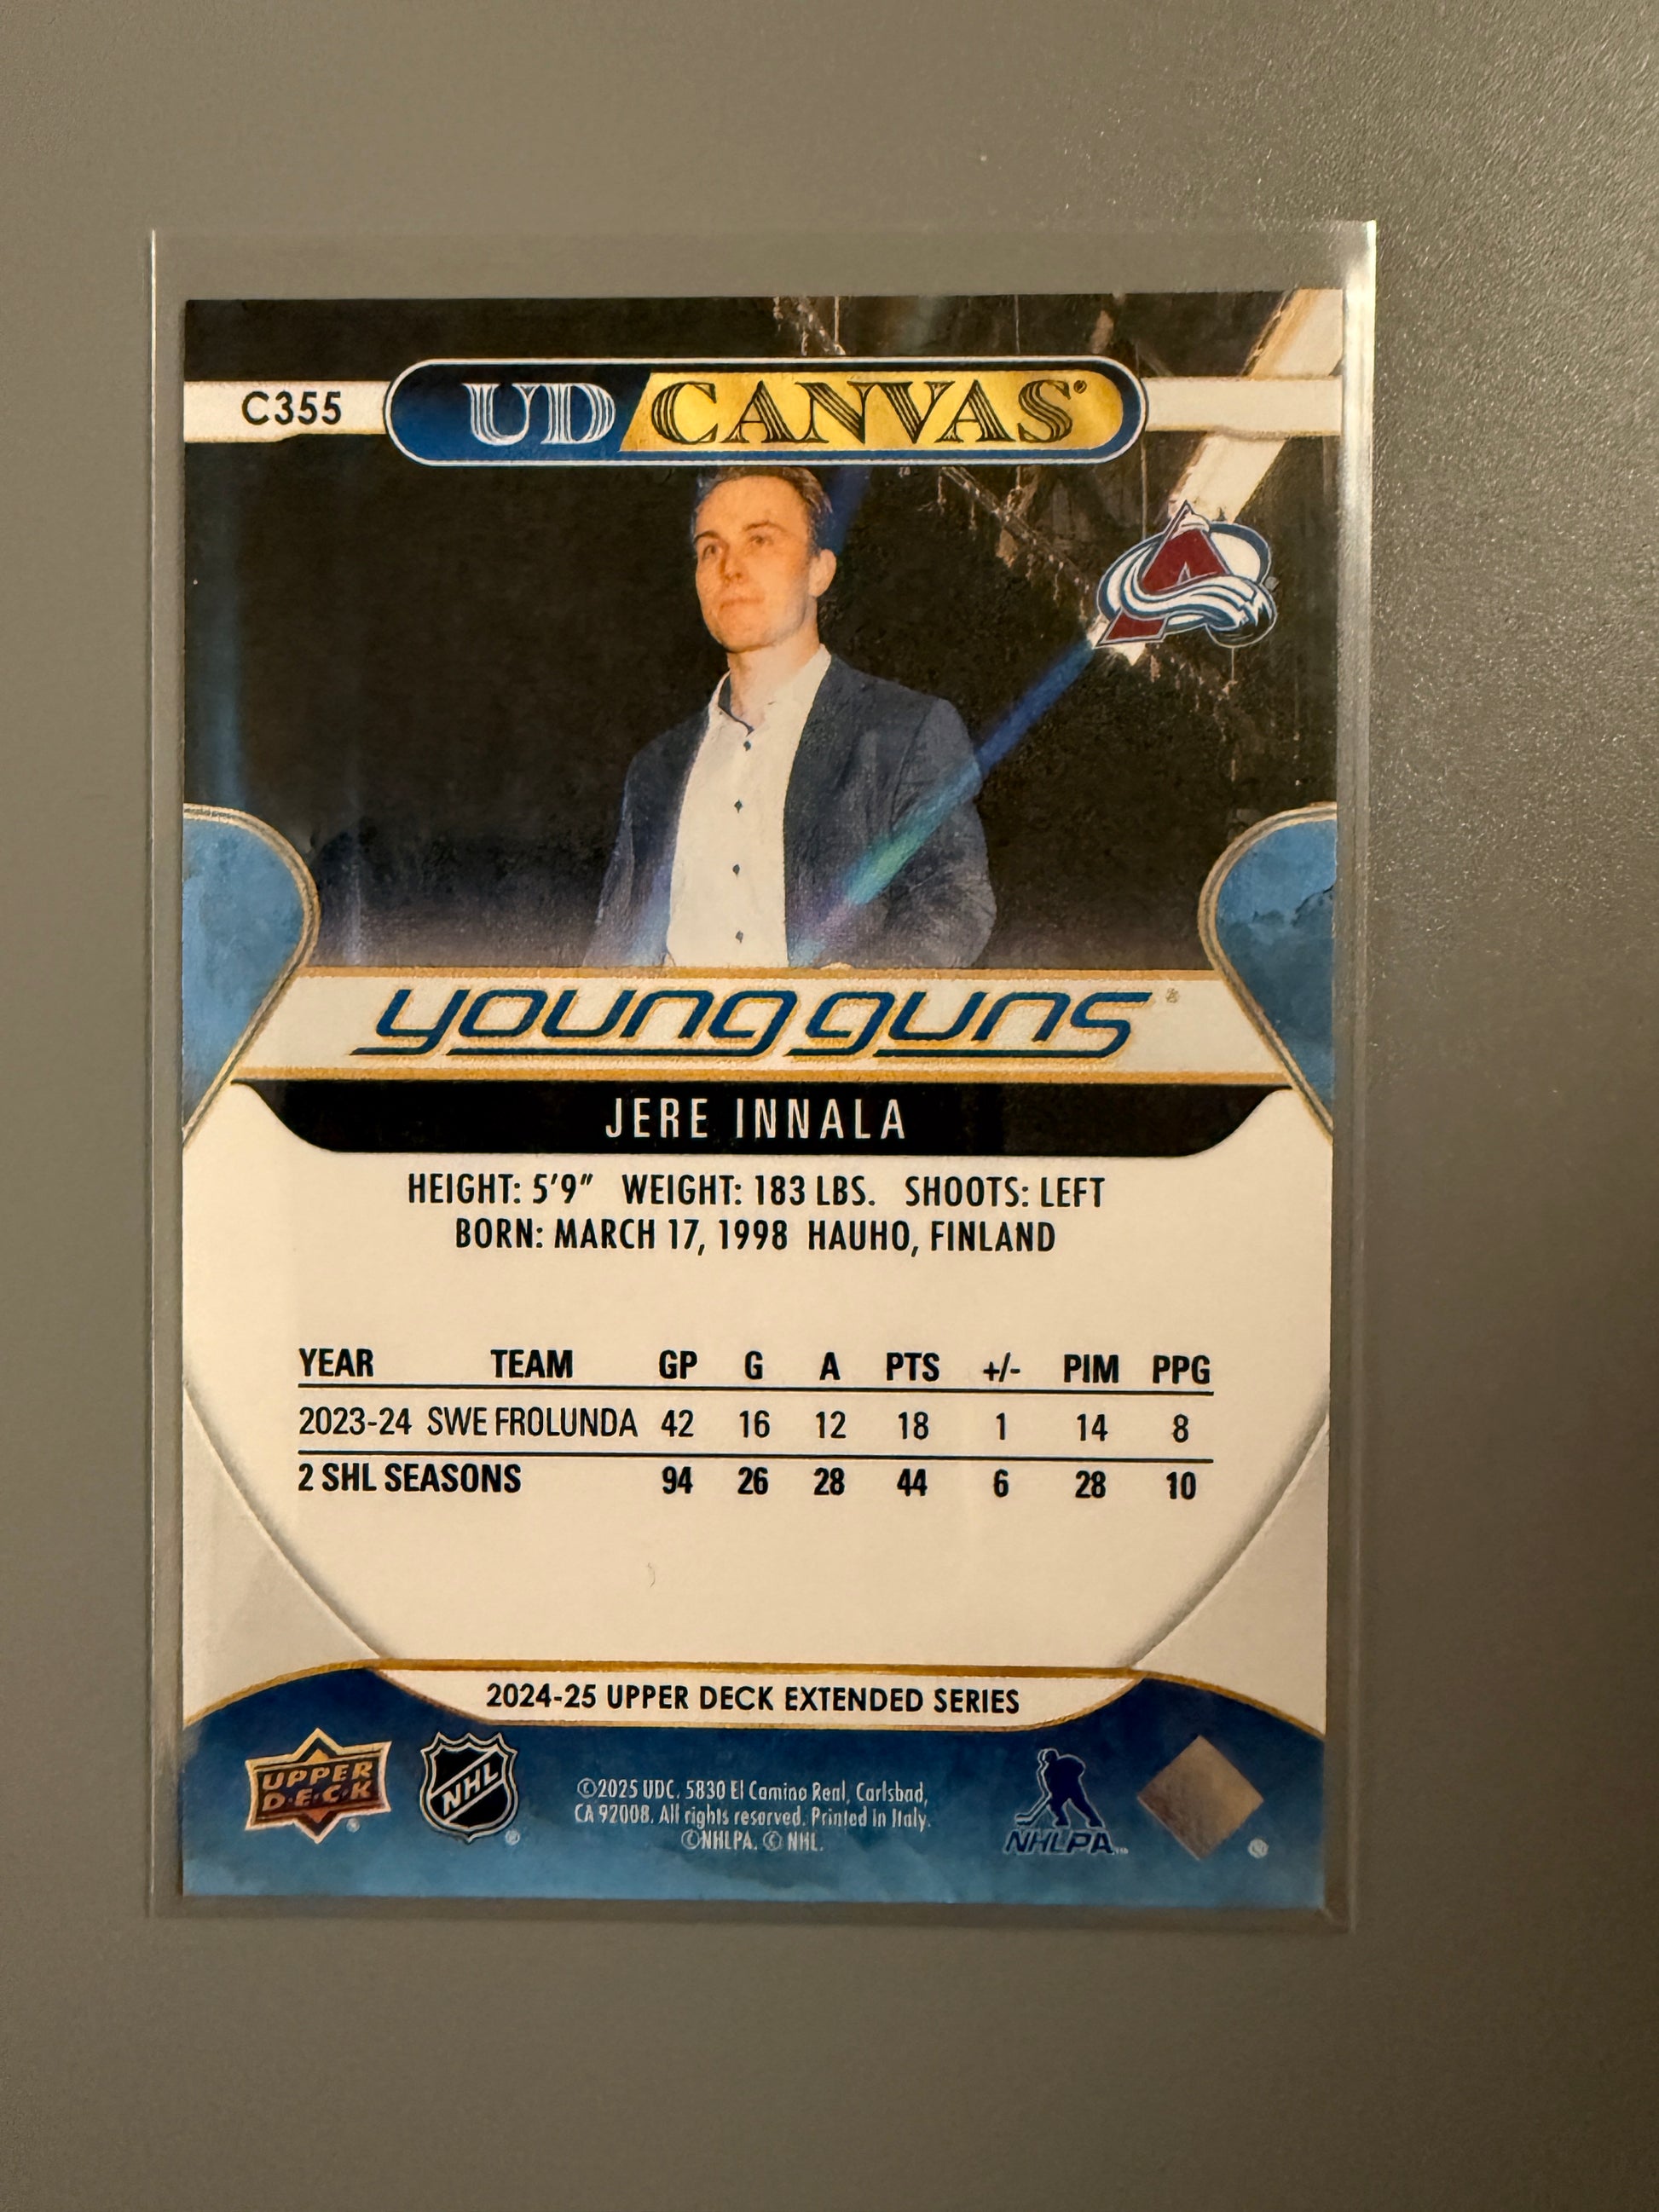 C355
UD CANVAS®
young guns®
JERE INNALA
HEIGHT: 5'9" WEIGHT: 183 LBS. SHOOTS: LEFT
BORN: MARCH 17, 1998 HAUHO, FINLAND
YEAR TEAM GP G A PTS +/- PIM PPG
2023-24 SWE FROLUNDA 42 16 12 18 1 14 8
2 SHL SEASONS 94 26 28 44 6 28 10
2024-25 UPPER DECK EXTENDED SERIES
UPPER
D•E•C•K ®
NHL ®
©2025 UDC. 5830 El Camino Real, Carlsbad,
CA 92008. All rights reserved. Printed in Italy.
©NHLPA. © NHL.
NHLPA™
®